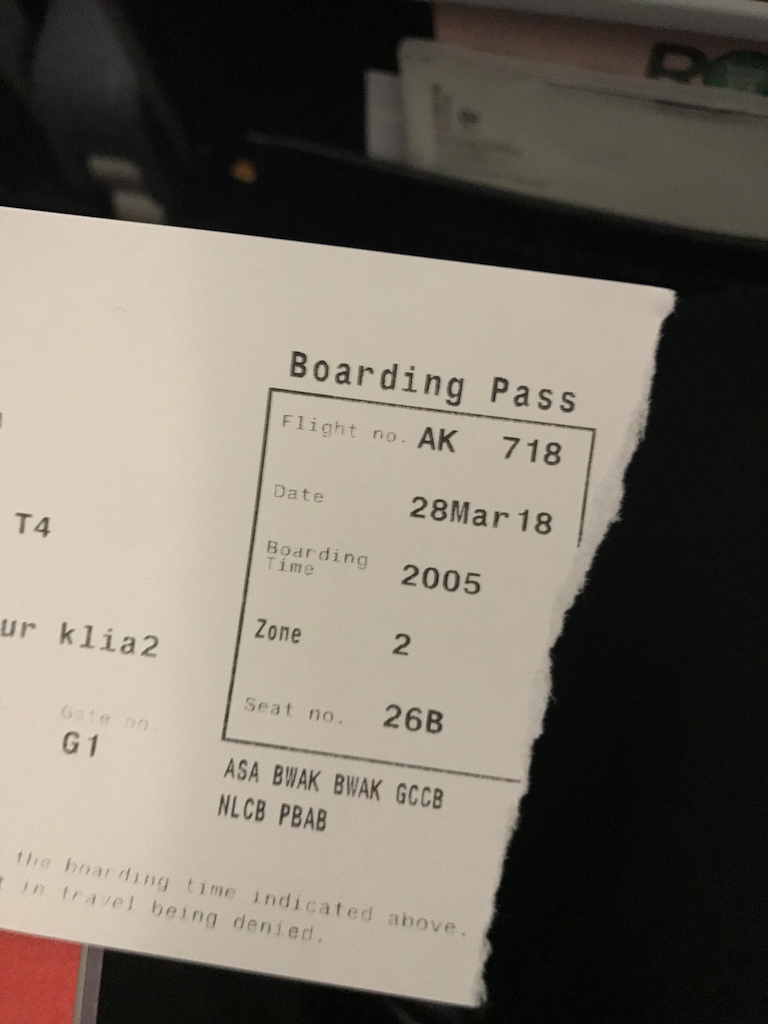 Boarding Pass
Flight no. AK 718
Date 28Mar18
T4
Boarding Time 2005
ur klia2
Zone 2
Gate no.
G1
Seat no. 26B
ASA BWAK BWAK GCCB
NLCB PBAB
the boarding time indicated above.
in travel being denied.